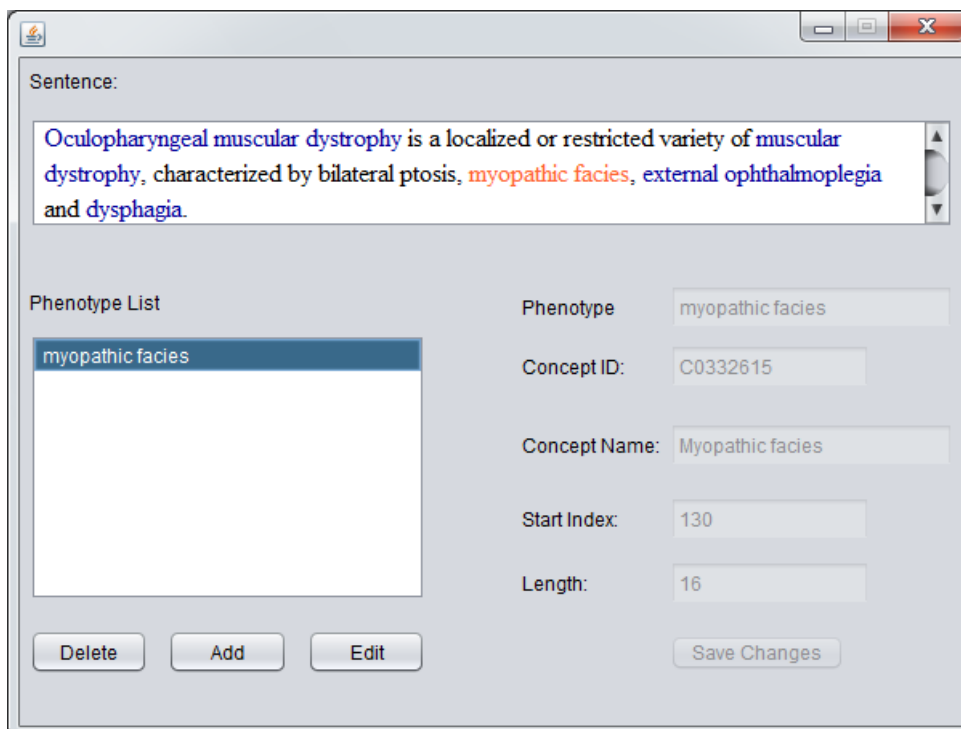 Sentence:
Oculopharyngeal muscular dystrophy is a localized or restricted variety of muscular
dystrophy, characterized by bilateral ptosis, myopathic facies, external ophthalmoplegia
and dysphagia.
Phenotype List
myopathic facies
Phenotype myopathic facies
Concept ID: C0332615
Concept Name: Myopathic facies
Start Index: 130
Length: 16
Delete Add Edit
Save Changes